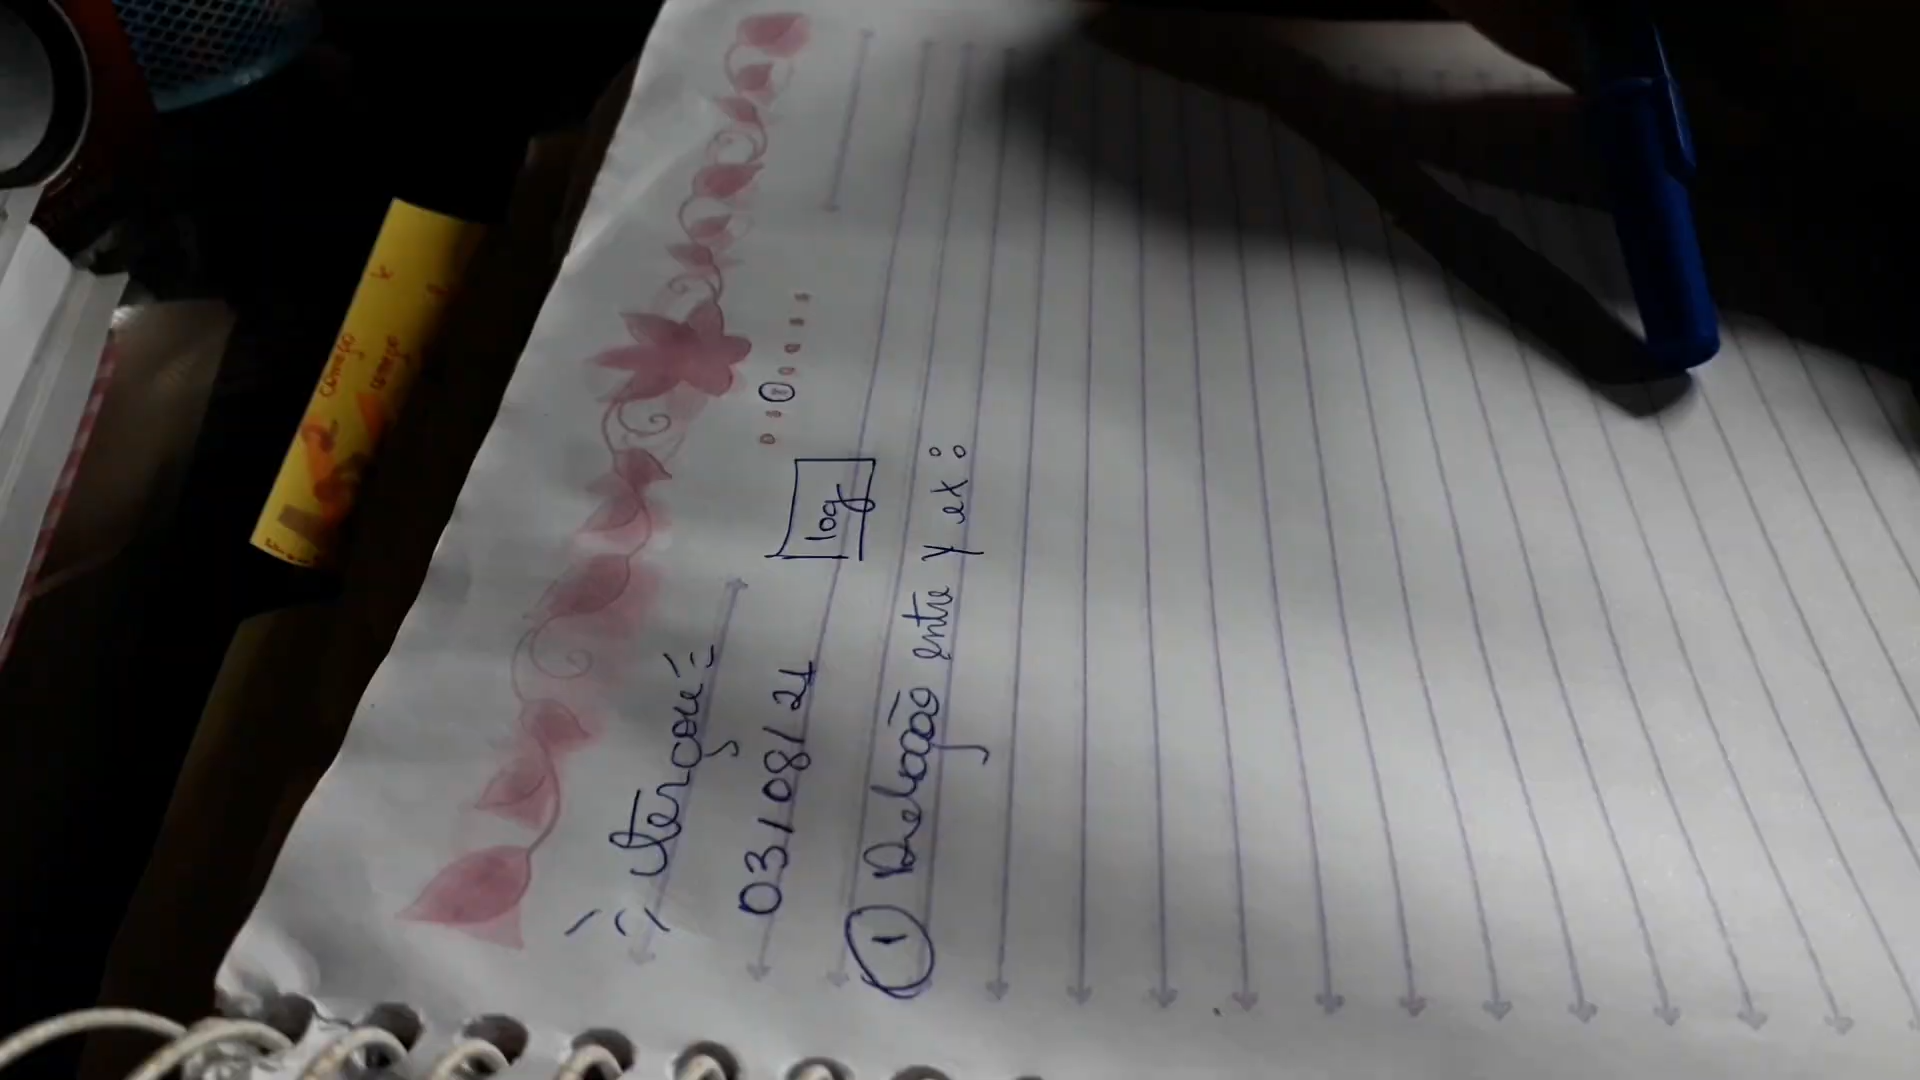 terça
03/08/21
log
① Relação entre y e x: